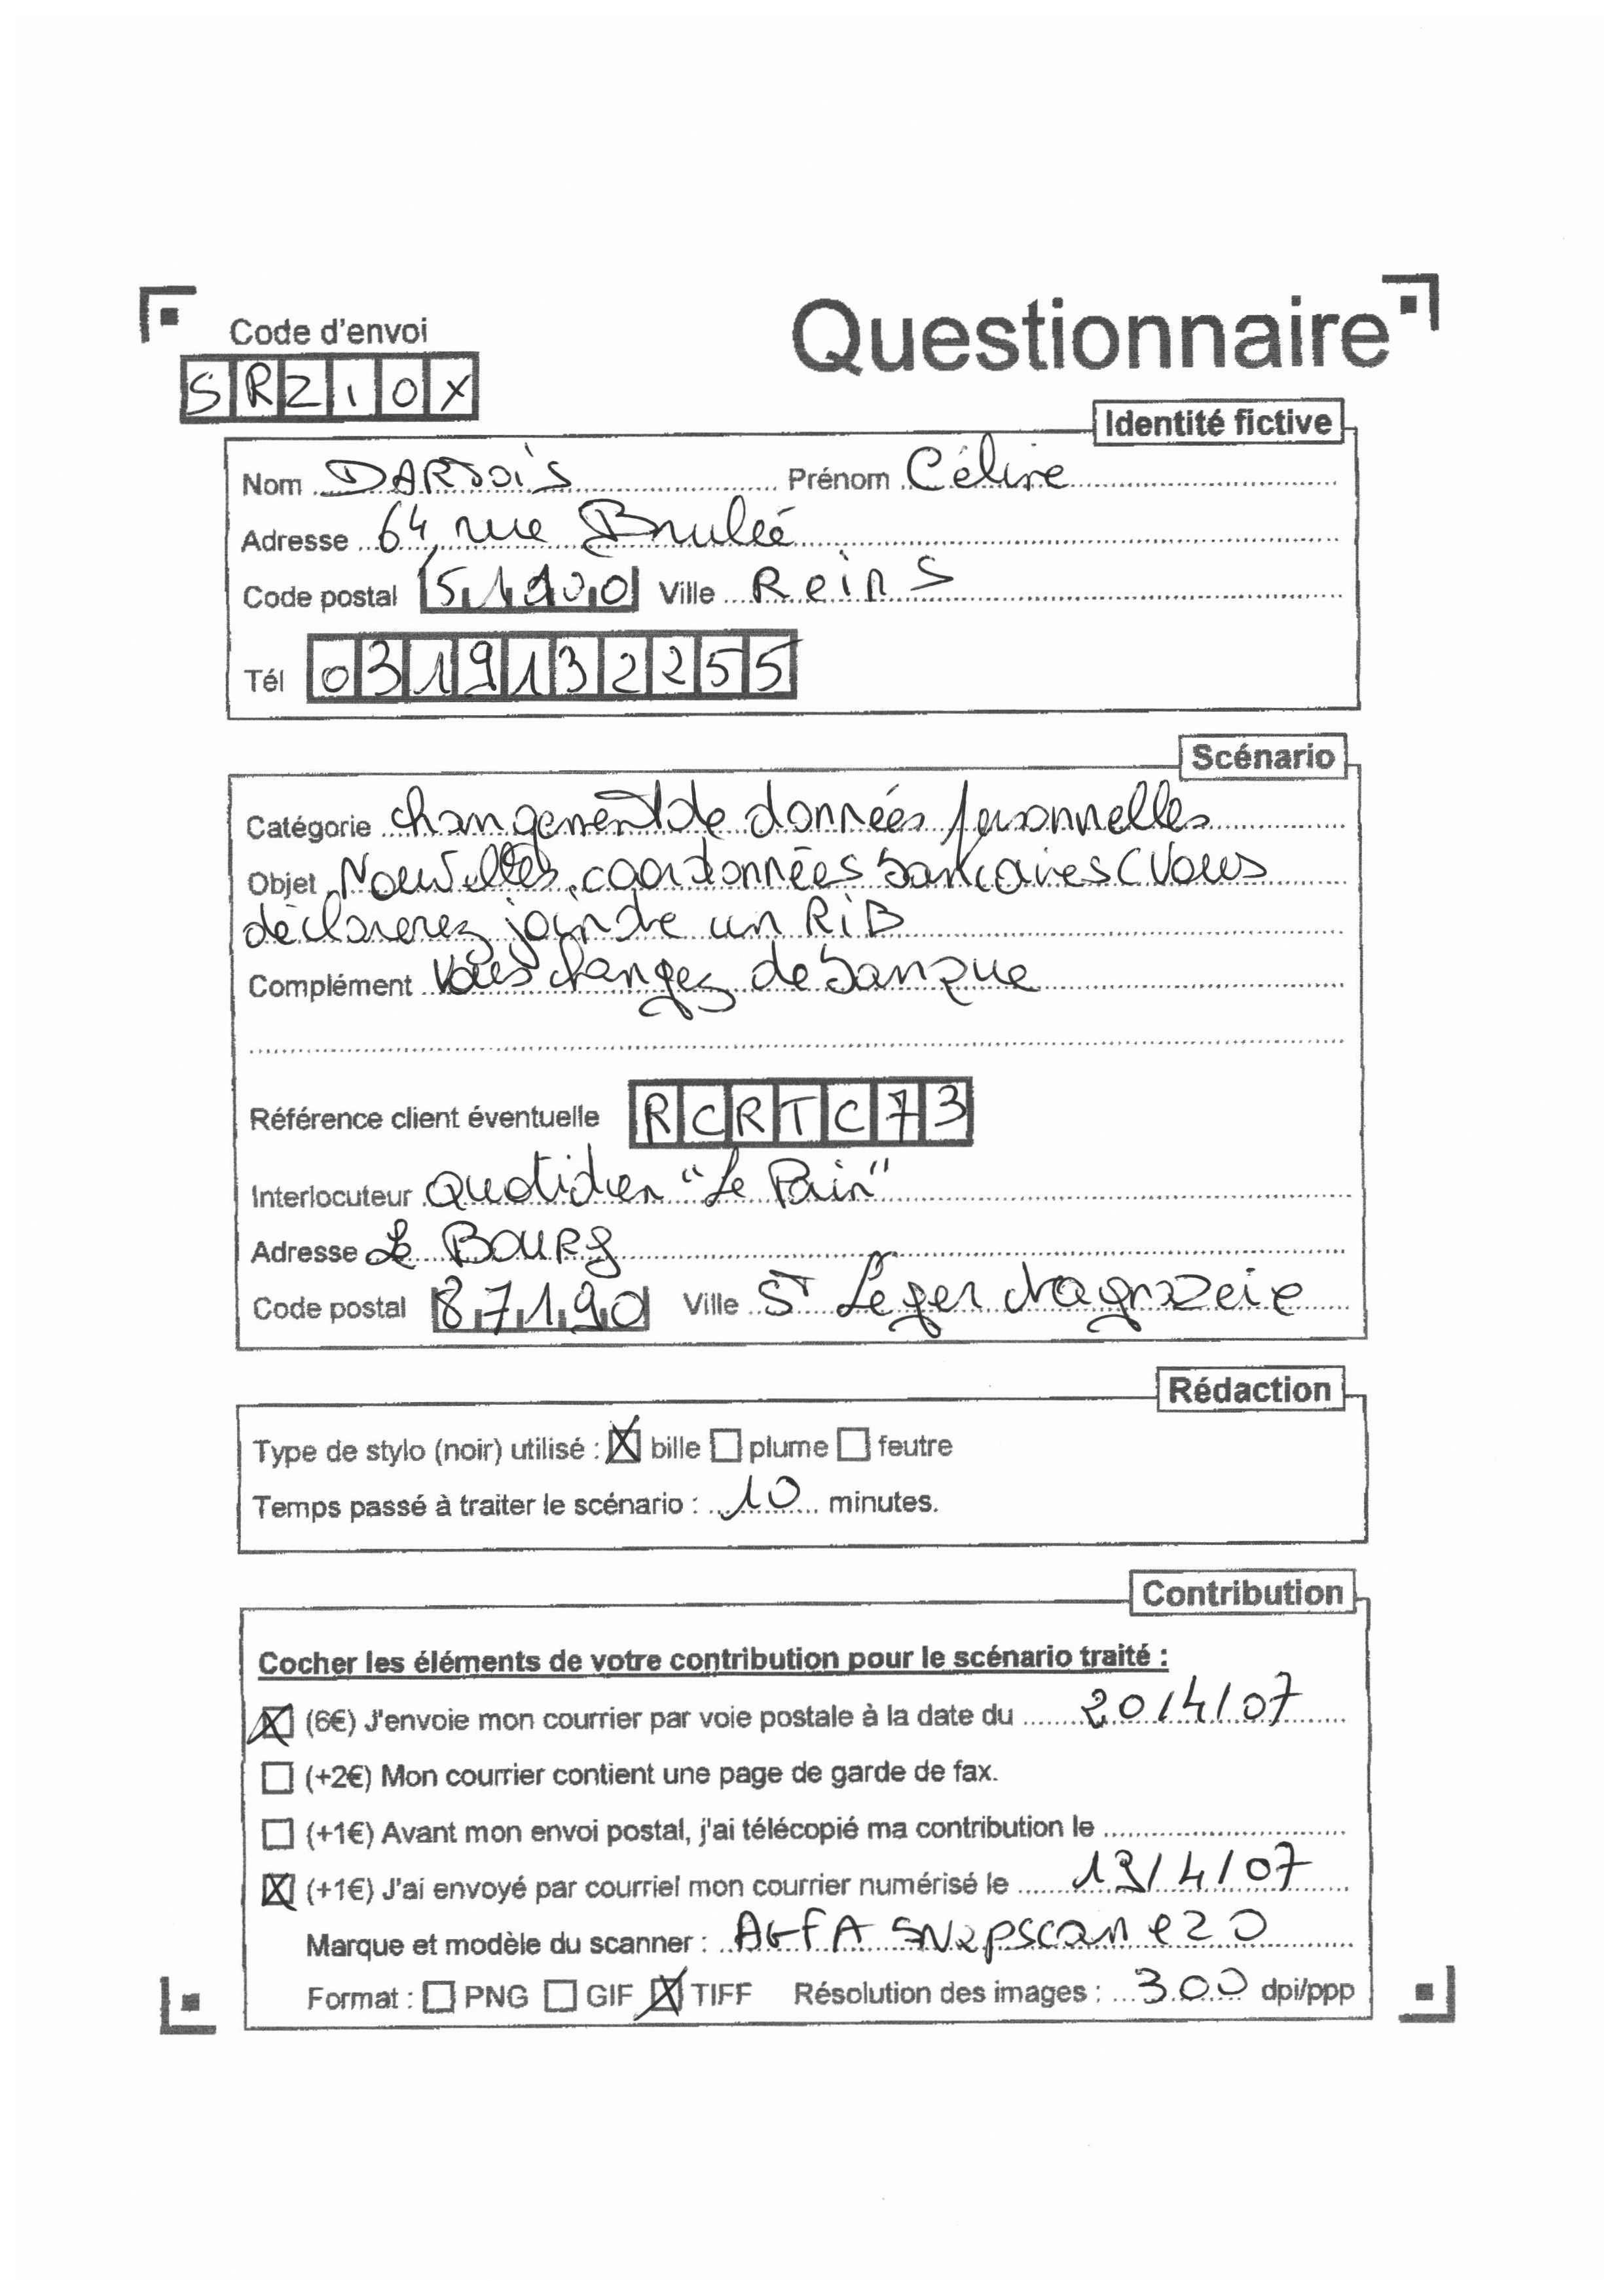 Questionnaire
Code d'envoi
SRZ10X
Identité fictive
Nom DARTOIS Prénom Céline
Adresse 64, rue Bruleé
Code postal 51100 Ville Reins
Tél 0319132255
Scénario
Catégorie changement de données personnelles
Objet Nouvelles coordonnées bancaires (Vous
déclarerez joindre un RiB
Complément Vous changez de banque
Référence client éventuelle RCRTC73
Interlocuteur Quotidien "Le Pain"
Adresse Le Bourg
Code postal 87190 Ville St Léger
Rédaction
Type de stylo (noir) utilisé : ☒ bille ☐ plume ☐ feutre
Temps passé à traiter le scénario : 10 minutes.
Contribution
Cocher les éléments de votre contribution pour le scénario traité :
☒ (6€) J'envoie mon courrier par voie postale à la date du 20/4/07
☐ (+2€) Mon courrier contient une page de garde de fax.
☐ (+1€) Avant mon envoi postal, j'ai télécopié ma contribution le
☒ (+1€) J'ai envoyé par courriel mon courrier numérisé le 19/4/07
Marque et modèle du scanner : AGFA SNapscan e20
Format : ☐ PNG ☐ GIF ☒ TIFF Résolution des images : 300 dpi/ppp